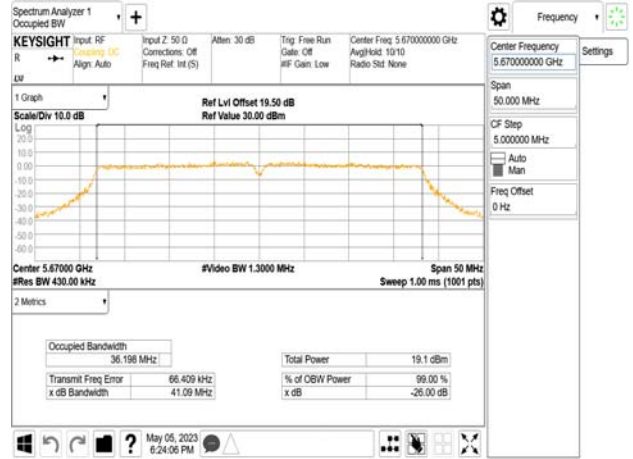 Spectrum Analyzer 1
Occupied BW
Frequency
KEYSIGHT
Input: RF
Coupling: DC
Align: Auto
Input Z: 50 Ω
Corrections: Off
Freq Ref: Int (S)
Atten: 30 dB
Trig: Free Run
Gate: Off
#IF Gain: Low
Center Freq: 5.670000000 GHz
Avg|Hold: 10/10
Radio Std: None
R
LXI
Center Frequency
5.670000000 GHz
Settings
Span
50.000 MHz
CF Step
5.000000 MHz
Auto
Man
Freq Offset
0 Hz
1 Graph
Scale/Div 10.0 dB
Ref Lvl Offset 19.50 dB
Ref Value 30.00 dBm
Log
20.0
10.0
0.00
-10.0
-20.0
-30.0
-40.0
-50.0
-60.0
Center 5.67000 GHz
#Res BW 430.00 kHz
#Video BW 1.3000 MHz
Span 50 MHz
Sweep 1.00 ms (1001 pts)
2 Metrics
Occupied Bandwidth
36.198 MHz
Total Power 19.1 dBm
Transmit Freq Error 66.409 kHz
% of OBW Power 99.00 %
x dB Bandwidth 41.09 MHz
x dB -26.00 dB
May 05, 2023
6:24:06 PM